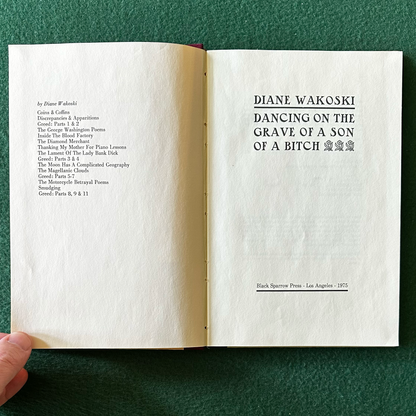 by Diane Wakoski
Coins & Coffins
Discrepancies & Apparitions
Greed: Parts 1 & 2
The George Washington Poems
Inside The Blood Factory
The Diamond Merchant
Thanking My Mother For Piano Lessons
The Lament Of The Lady Bank Dick
Greed: Parts 3 & 4
The Moon Has A Complicated Geography
The Magellanic Clouds
Greed: Parts 5-7
The Motorcycle Betrayal Poems
Smudging
Greed: Parts 8, 9 & 11
DIANE WAKOSKI
DANCING ON THE
GRAVE OF A SON
OF A BITCH
Black Sparrow Press - Los Angeles - 1975